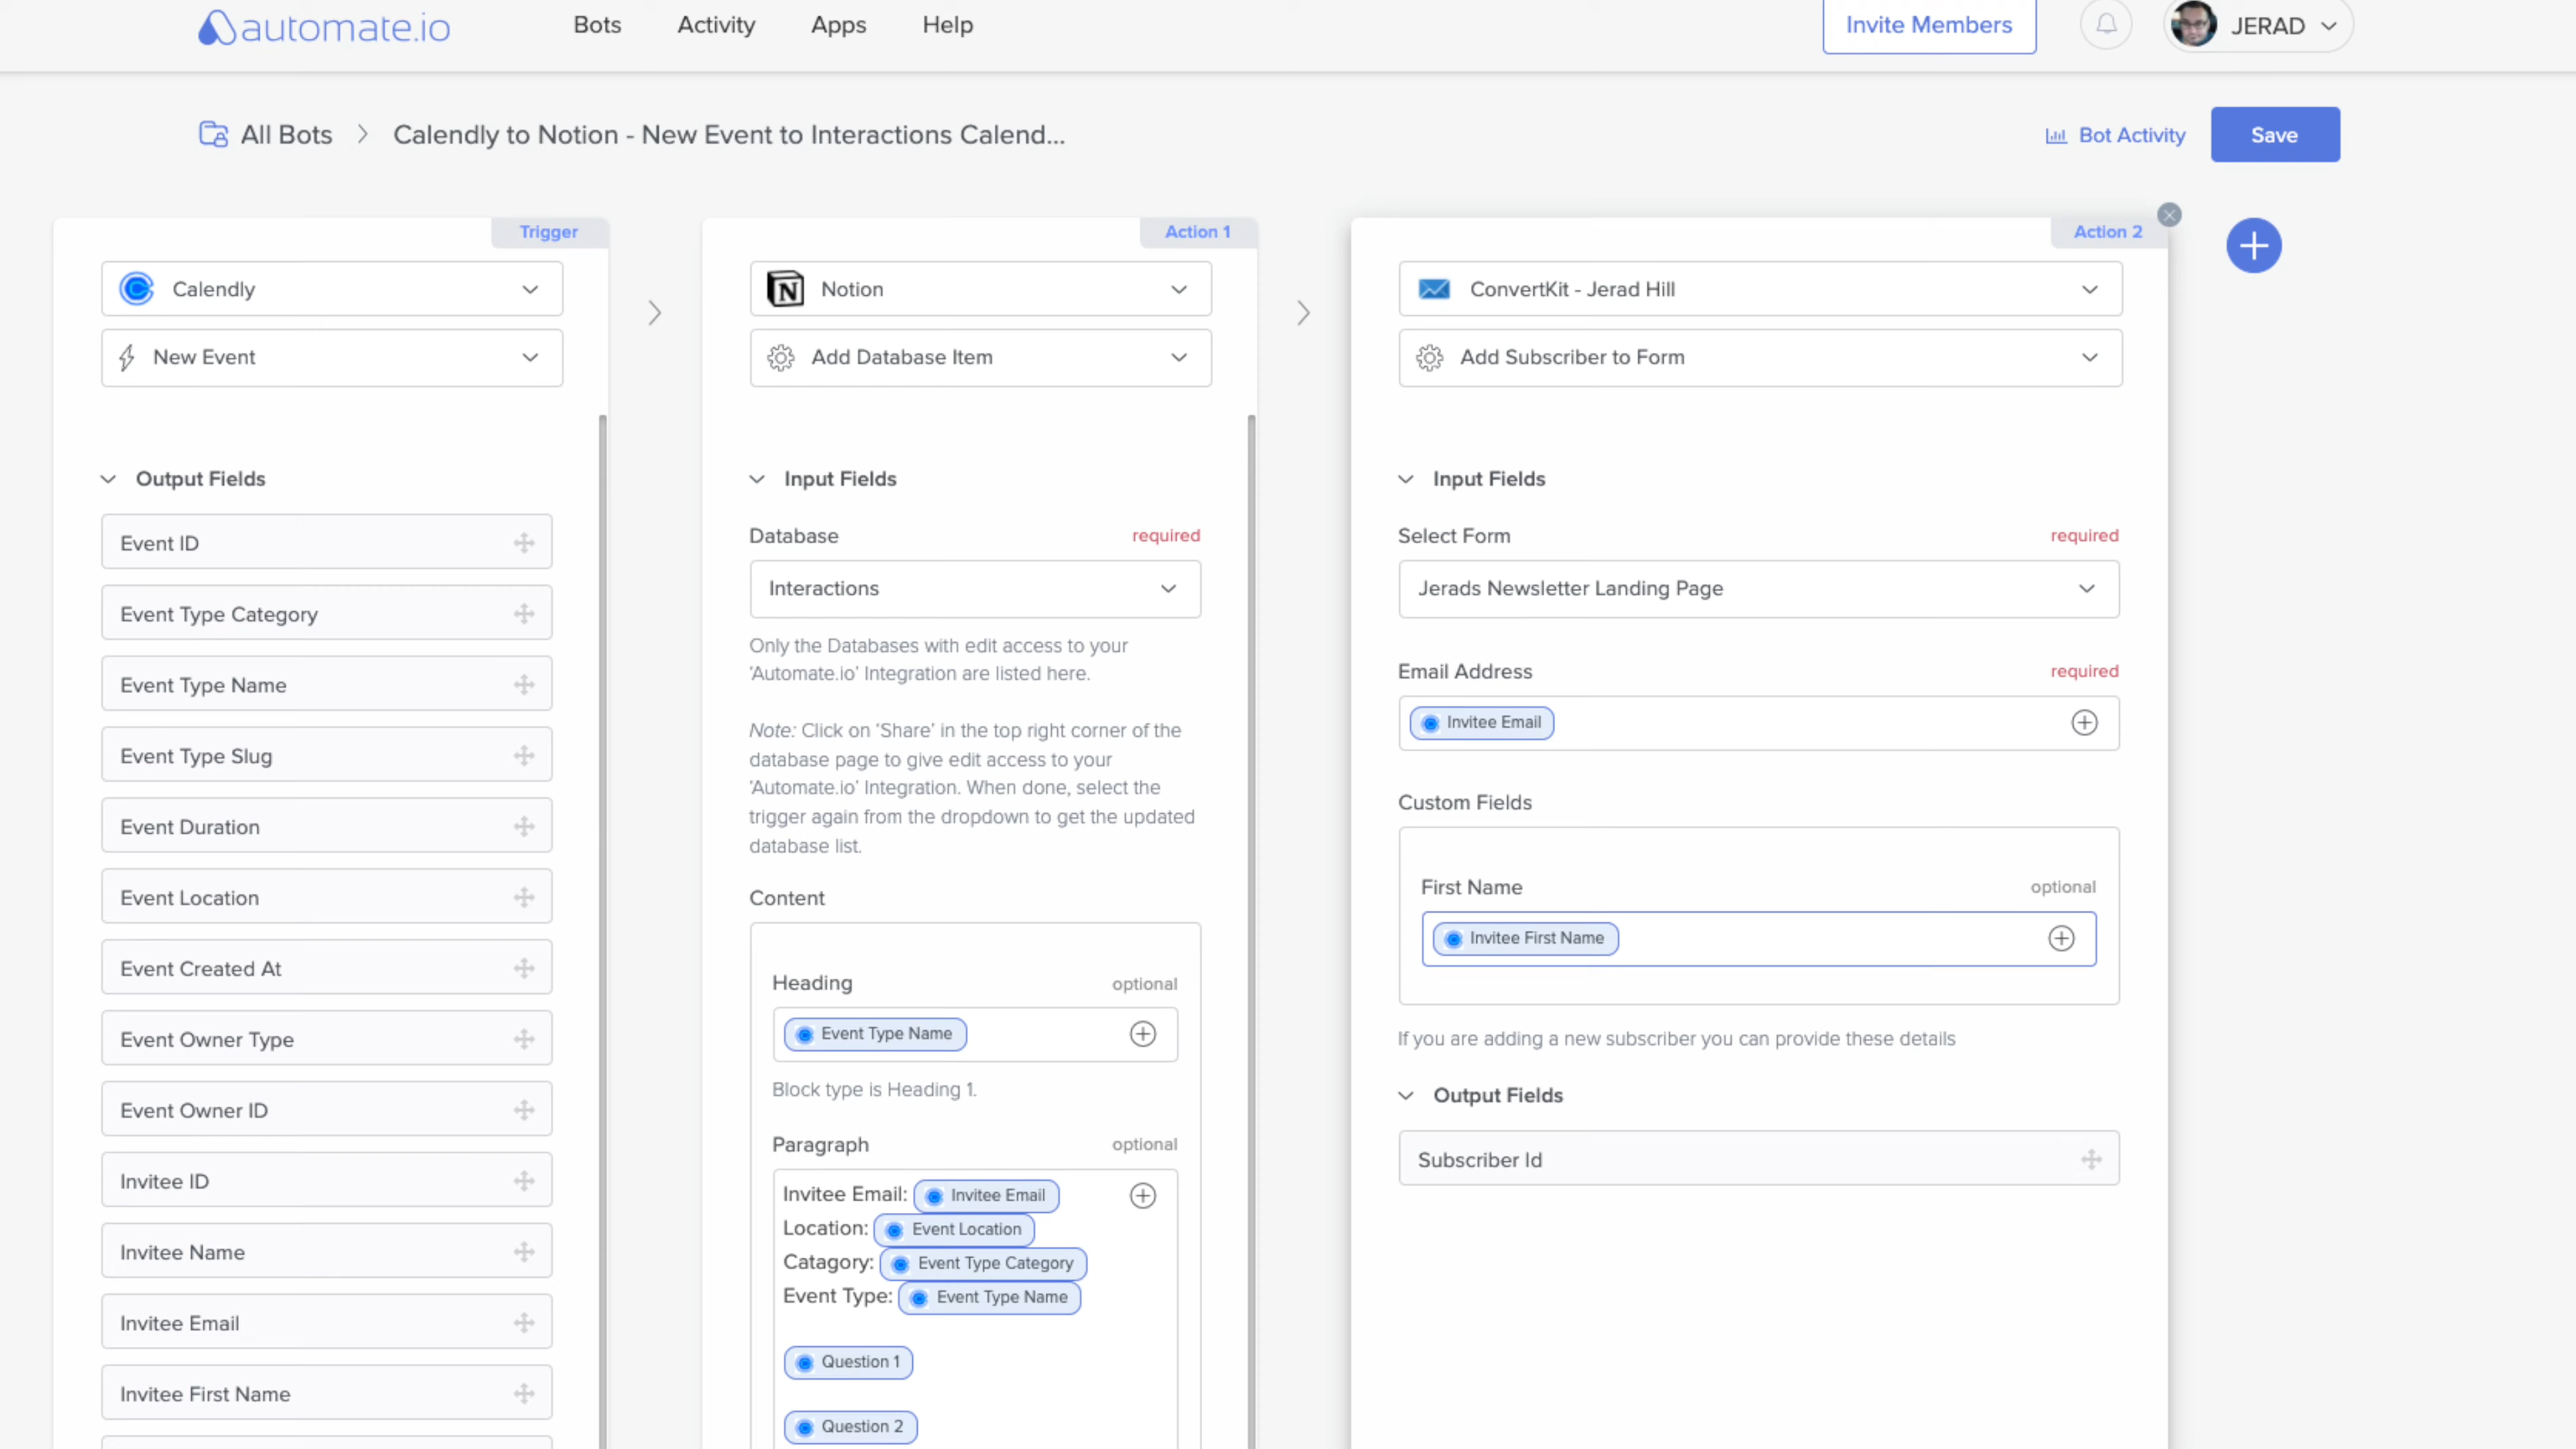 automate.io
Bots
Activity
Apps
Help
Invite Members
JERAD
All Bots
Calendly to Notion - New Event to Interactions Calend...
Bot Activity
Save
Trigger
Calendly
New Event
Output Fields
Event ID
Event Type Category
Event Type Name
Event Type Slug
Event Duration
Event Location
Event Created At
Event Owner Type
Event Owner ID
Invitee ID
Invitee Name
Invitee Email
Invitee First Name
Action 1
Notion
Add Database Item
Input Fields
Database required
Interactions
Only the Databases with edit access to your
'Automate.io' Integration are listed here.
Note: Click on 'Share' in the top right corner of the
database page to give edit access to your
'Automate.io' Integration. When done, select the
trigger again from the dropdown to get the updated
database list.
Content
Heading optional
Event Type Name
Block type is Heading 1.
Paragraph optional
Invitee Email: Invitee Email
Location: Event Location
Catagory: Event Type Category
Event Type: Event Type Name
Question 1
Question 2
Action 2
ConvertKit - Jerad Hill
Add Subscriber to Form
Input Fields
Select Form required
Jerads Newsletter Landing Page
Email Address required
Invitee Email
Custom Fields
First Name optional
Invitee First Name
If you are adding a new subscriber you can provide these details
Output Fields
Subscriber Id